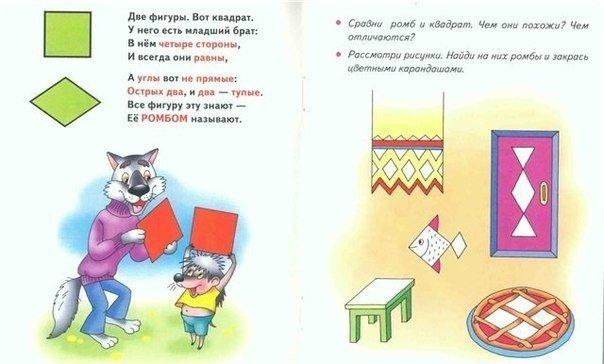 Две фигуры. Вот квадрат.
У него есть младший брат:
В нём четыре стороны,
И всегда они равны,
А углы вот не прямые:
Острых два, и два — тупые.
Все фигуру эту знают —
Её РОМБОМ называют.
• Сравни ромб и квадрат. Чем они похожи? Чем
отличаются?
• Рассмотри рисунки. Найди на них ромбы и закрась
цветными карандашами.